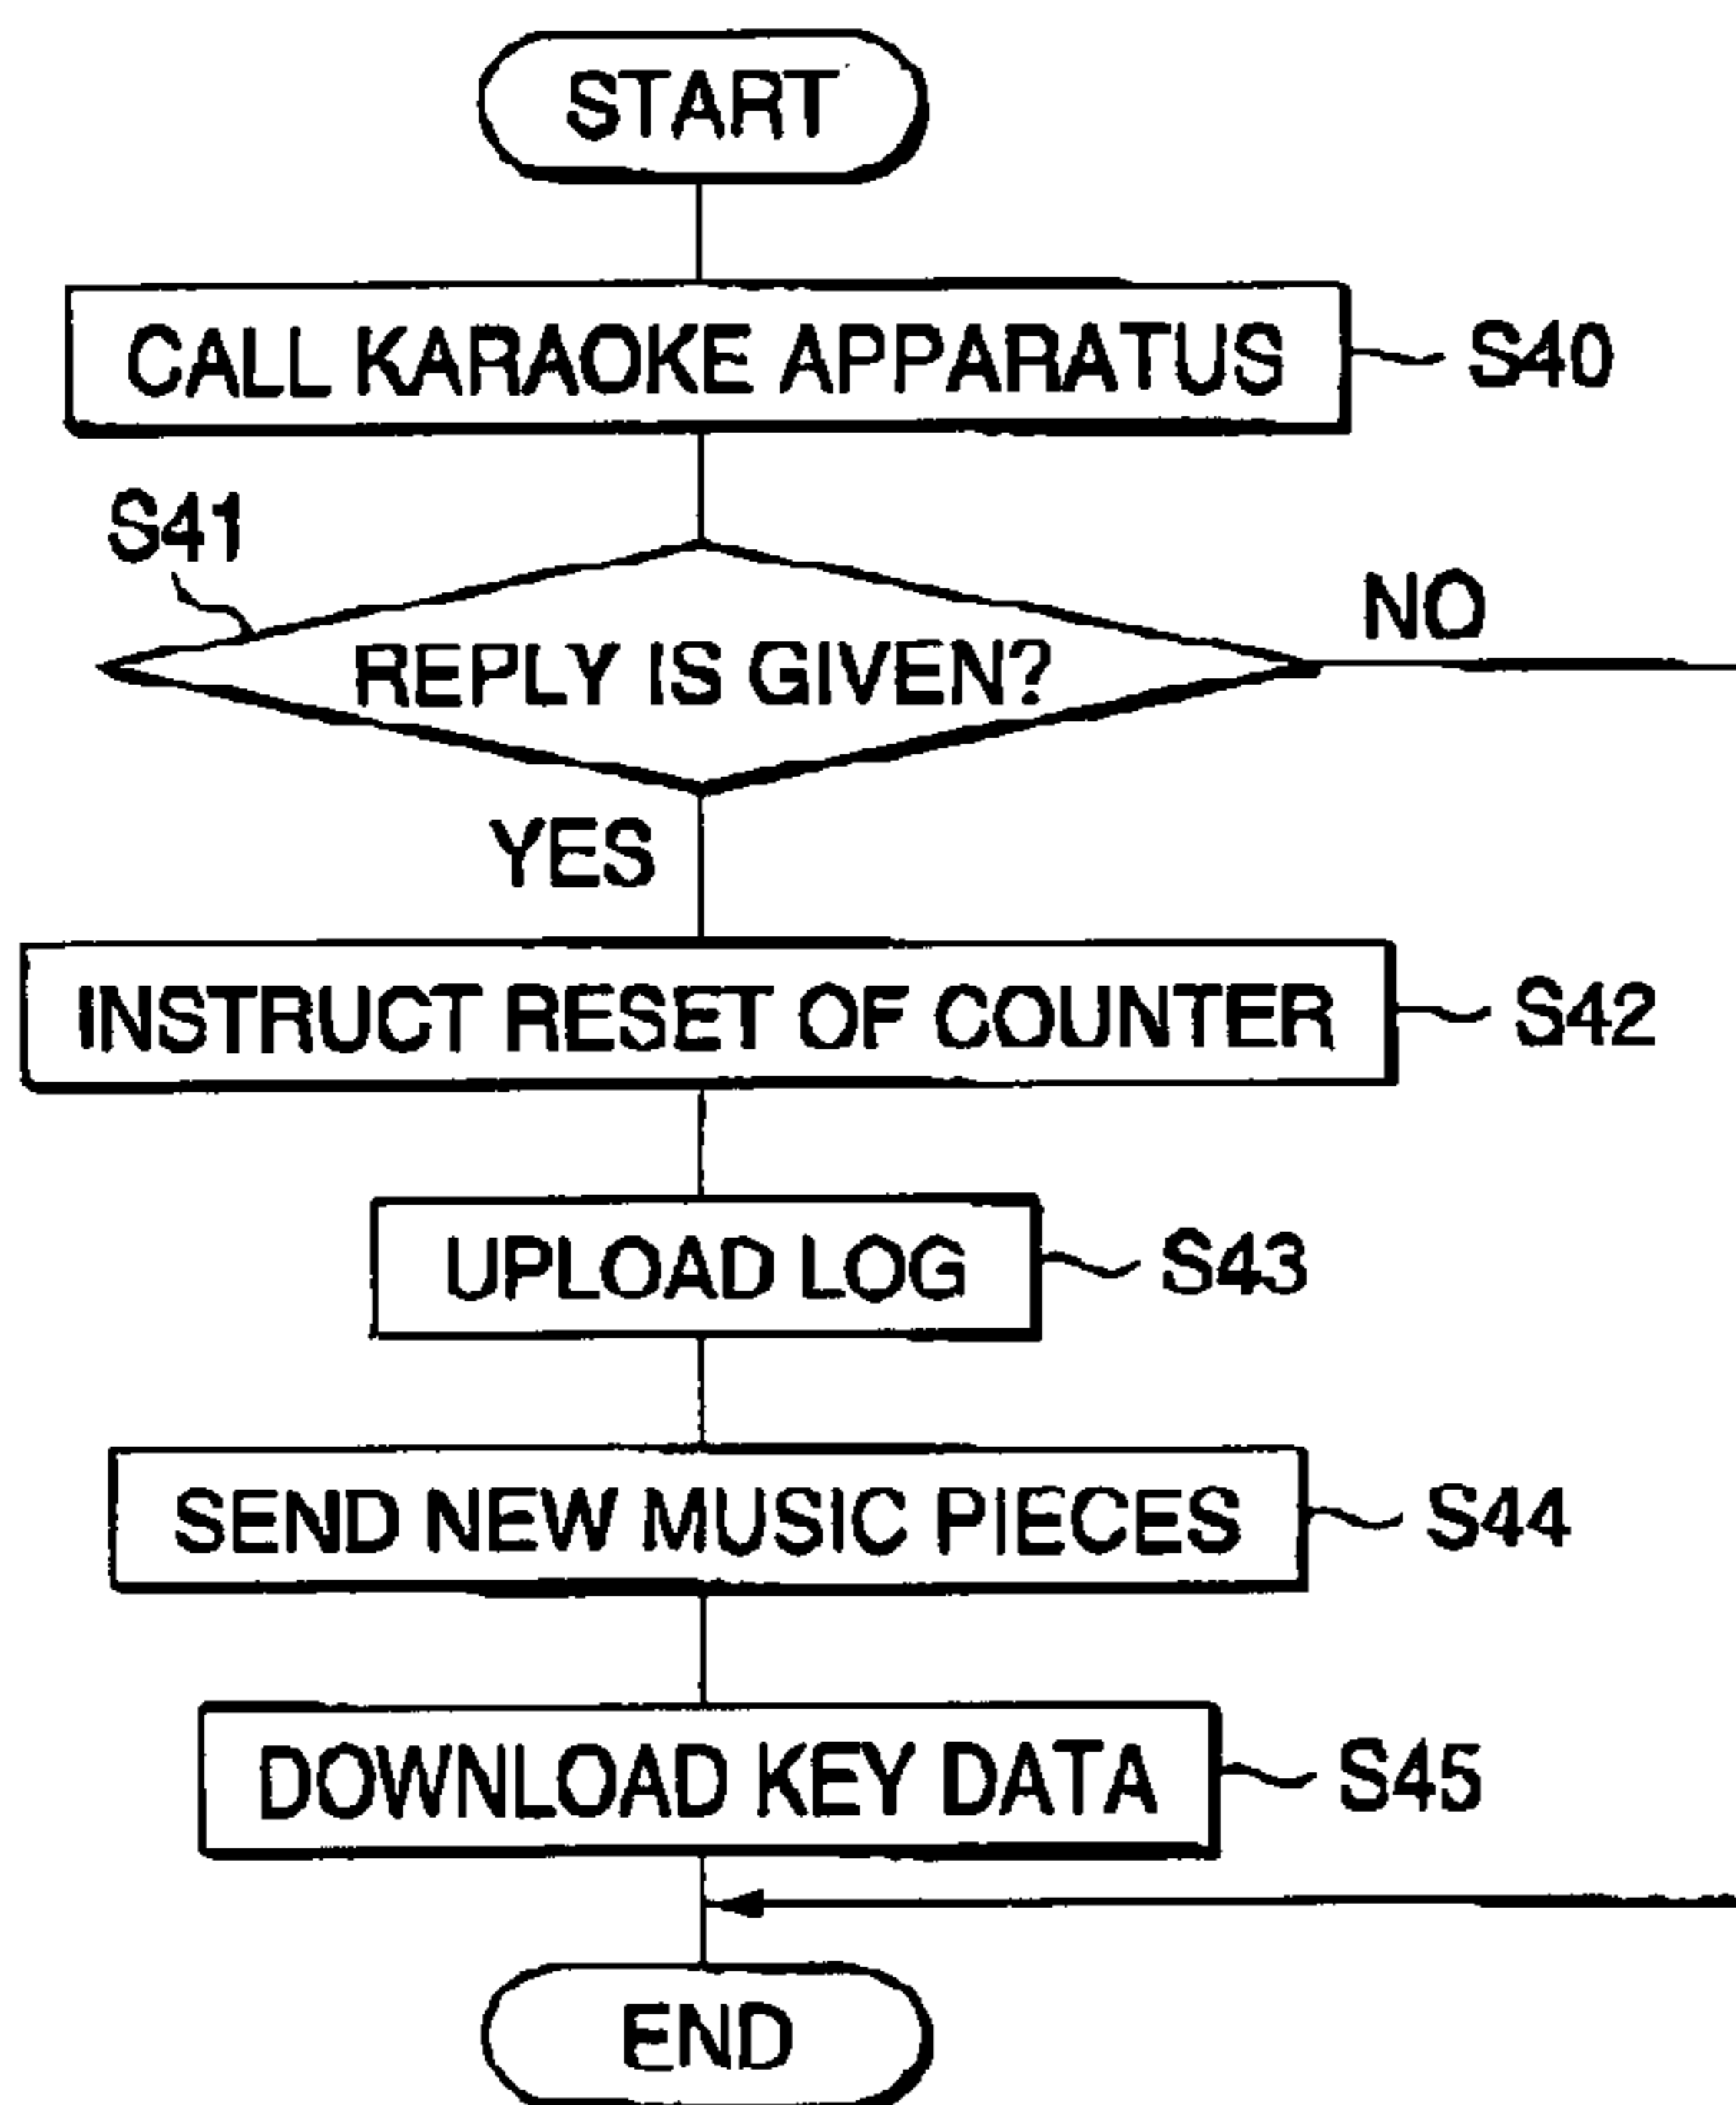 START
CALL KARAOKE APPARATUS
S40
S41
REPLY IS GIVEN?
NO
YES
INSTRUCT RESET OF COUNTER
S42
UPLOAD LOG
S43
SEND NEW MUSIC PIECES
S44
DOWNLOAD KEY DATA
S45
END